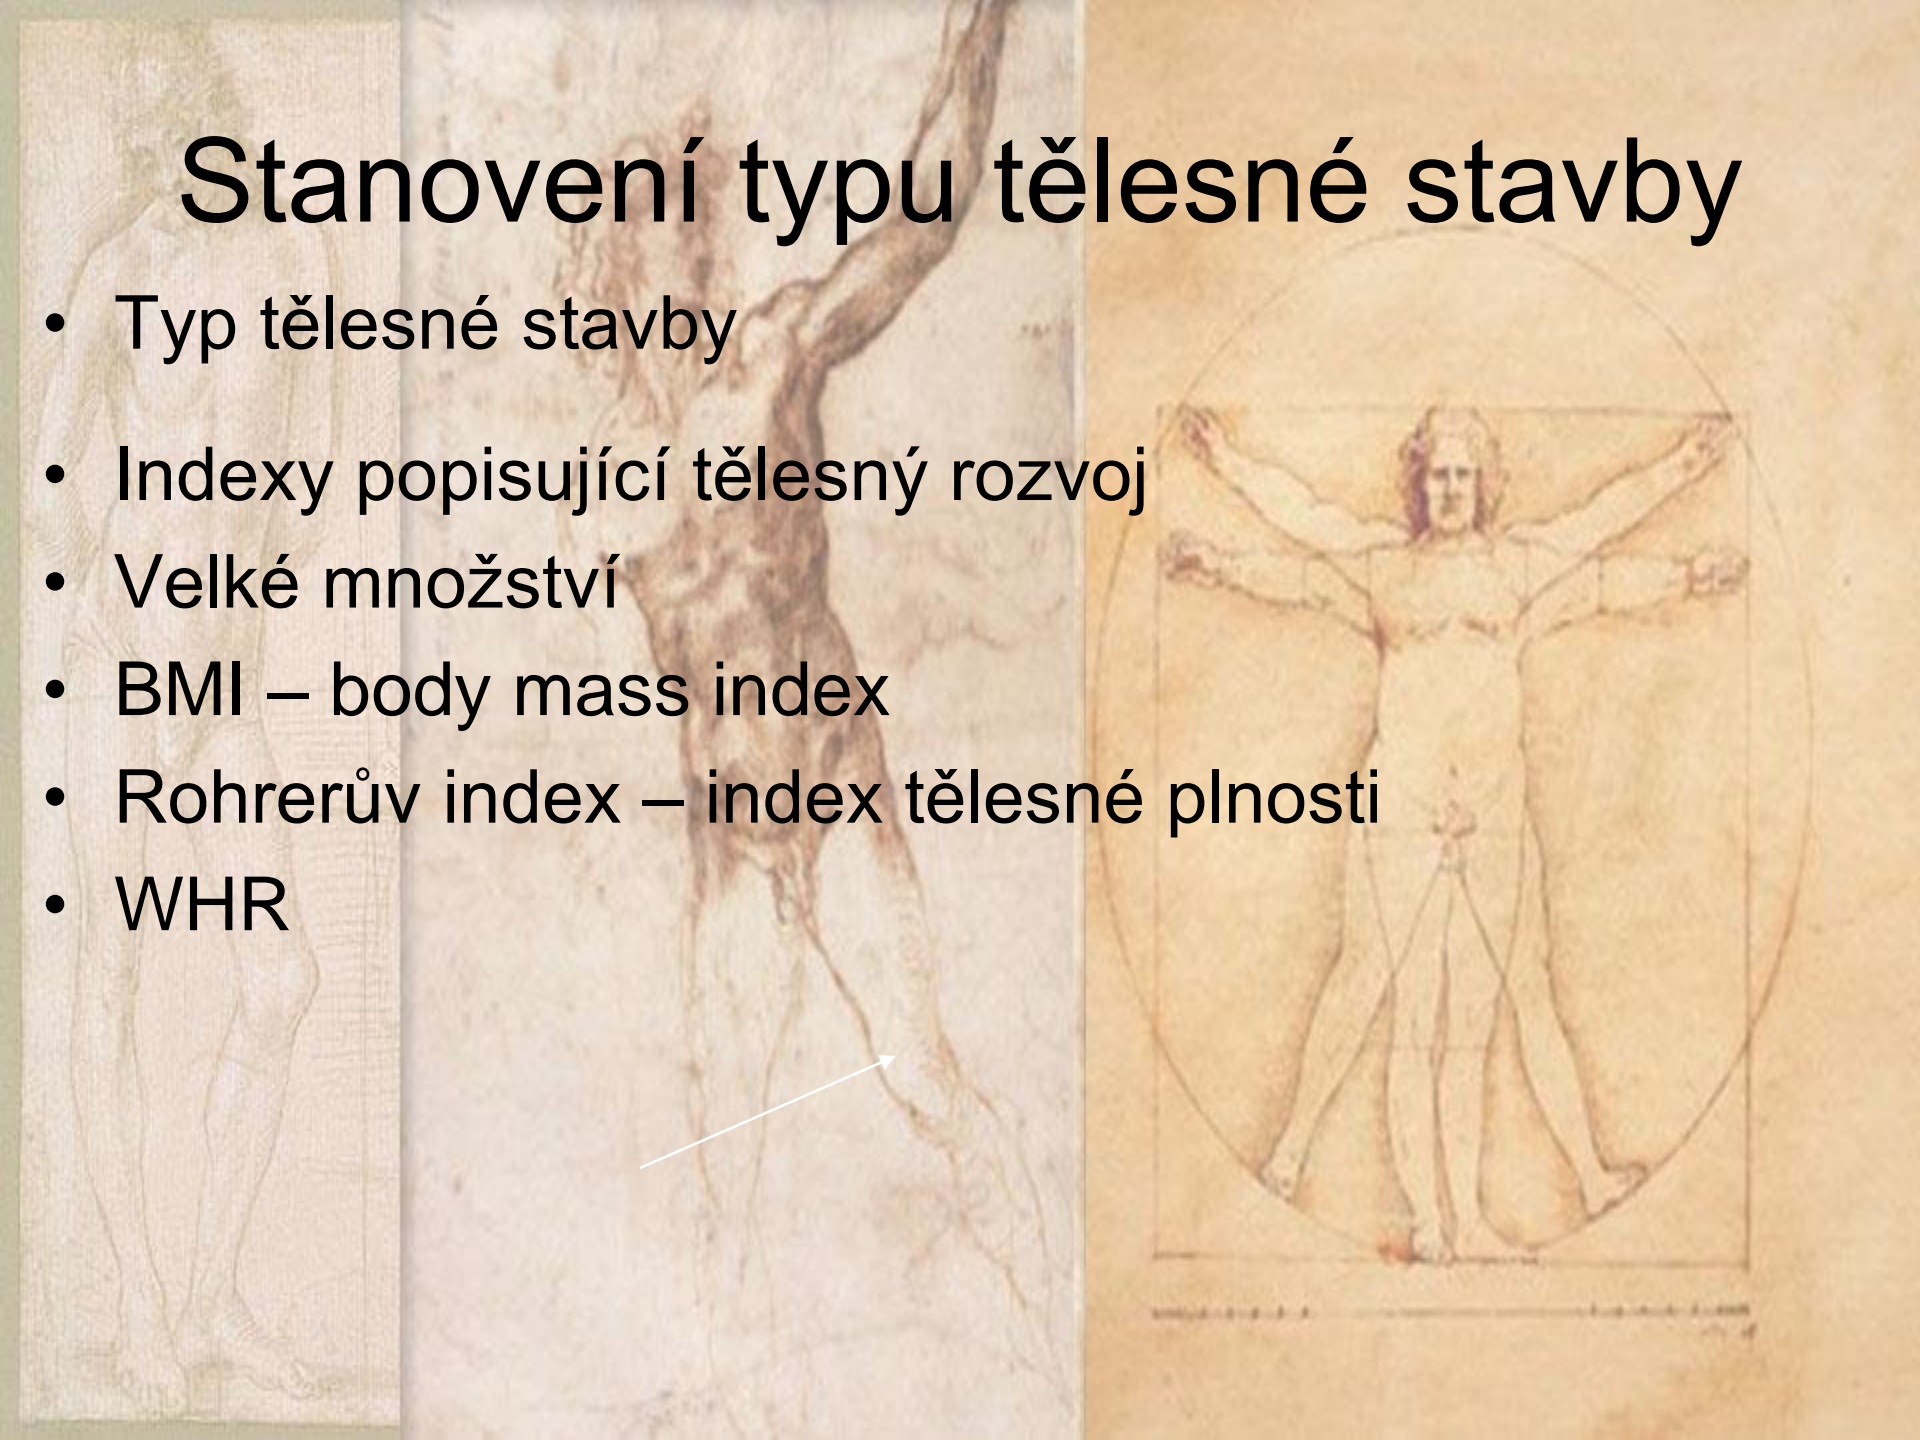 Stanovení typu tělesné stavby
• Typ tělesné stavby
• Indexy popisující tělesný rozvoj
• Velké množství
• BMI – body mass index
• Rohrerův index – index tělesné plnosti
• WHR